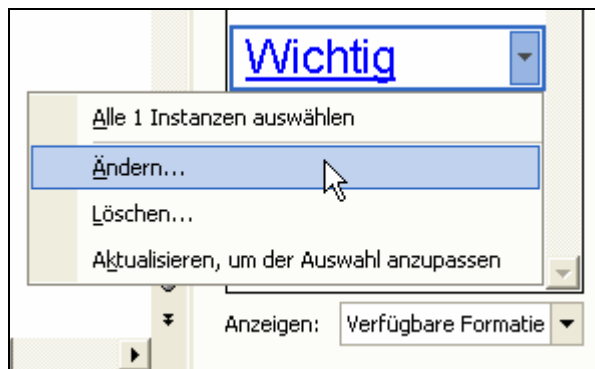 Wichtig
Alle 1 Instanzen auswählen
Ändern...
Löschen...
Aktualisieren, um der Auswahl anzupassen
Anzeigen: Verfügbare Formatie